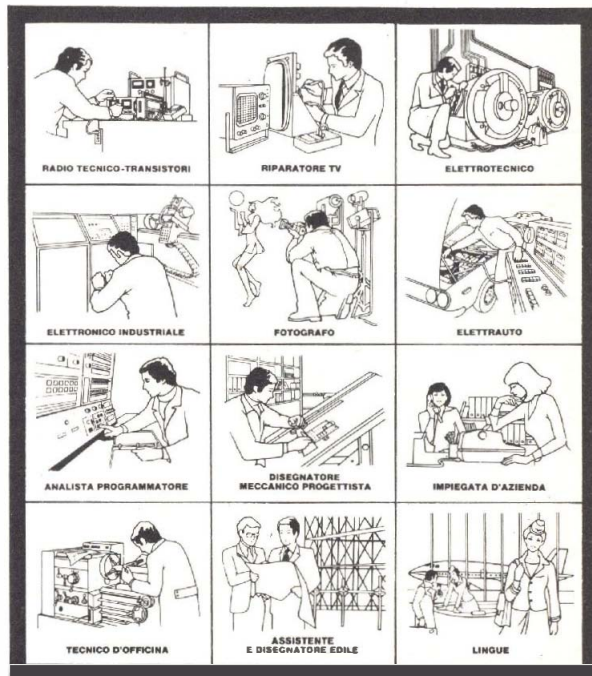 RADIO TECNICO-TRANSISTORI
RIPARATORE TV
ELETTROTECNICO
ELETTRONICO INDUSTRIALE
FOTOGRAFO
ELETTRAUTO
ANALISTA PROGRAMMATORE
DISEGNATORE
MECCANICO PROGETTISTA
IMPIEGATA D'AZIENDA
TECNICO D'OFFICINA
ASSISTENTE
E DISEGNATORE EDILE
LINGUE